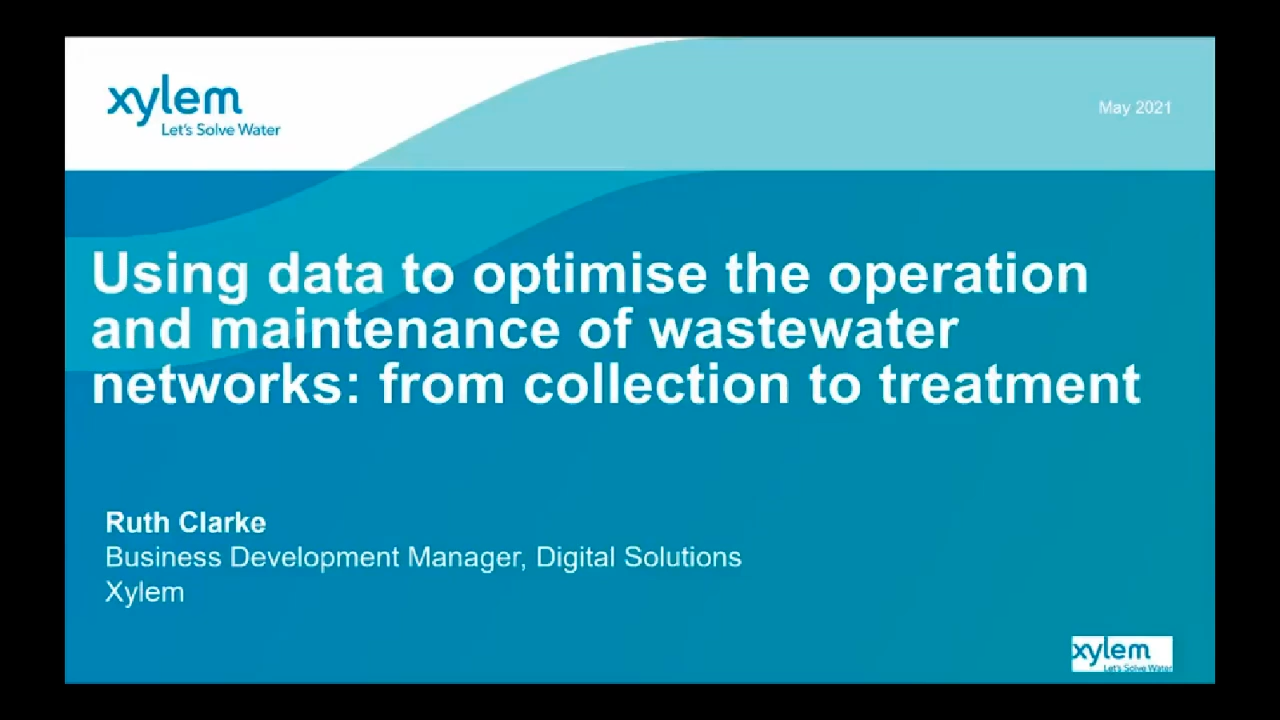 xylem
Let's Solve Water
May 2021
Using data to optimise the operation
and maintenance of wastewater
networks: from collection to treatment
Ruth Clarke
Business Development Manager, Digital Solutions
Xylem
xylem
Let's Solve Water